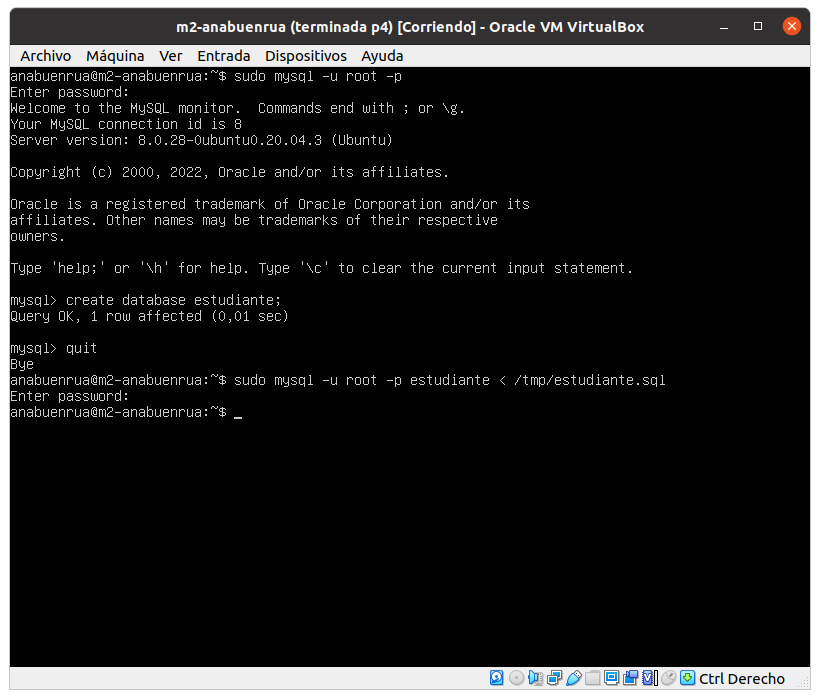 m2-anabuenrua (terminada p4) [Corriendo] - Oracle VM VirtualBox
Archivo Máquina Ver Entrada Dispositivos Ayuda
anabuenrua@m2-anabuenrua:~$ sudo mysql -u root -p
Enter password:
Welcome to the MySQL monitor.  Commands end with ; or \g.
Your MySQL connection id is 8
Server version: 8.0.28-0ubuntu0.20.04.3 (Ubuntu)
Copyright (c) 2000, 2022, Oracle and/or its affiliates.
Oracle is a registered trademark of Oracle Corporation and/or its
affiliates. Other names may be trademarks of their respective
owners.
Type 'help;' or '\h' for help. Type '\c' to clear the current input statement.
mysql> create database estudiante;
Query OK, 1 row affected (0,01 sec)
mysql> quit
Bye
anabuenrua@m2-anabuenrua:~$ sudo mysql -u root -p estudiante < /tmp/estudiante.sql
Enter password:
anabuenrua@m2-anabuenrua:~$ _
Ctrl Derecho